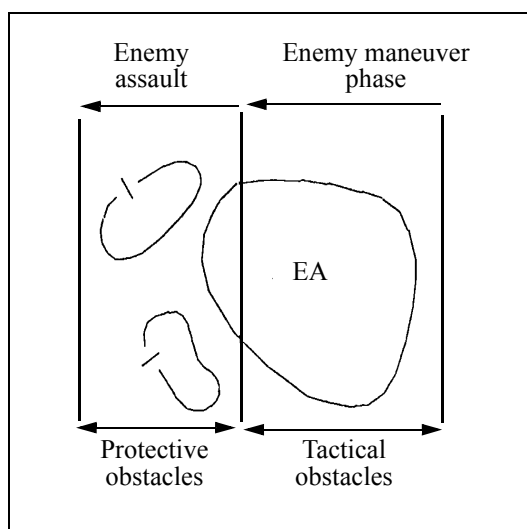 Enemy
assault
Enemy maneuver
phase
EA
Protective
obstacles
Tactical
obstacles